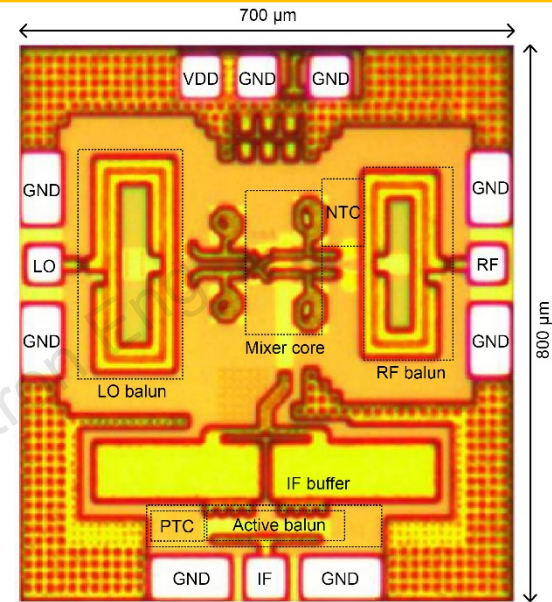 700 µm
VDD GND GND
GND
NTC
GND
LO
RF
GND
Mixer core
GND
RF balun
LO balun
800 µm
IF buffer
PTC
Active balun
GND IF GND